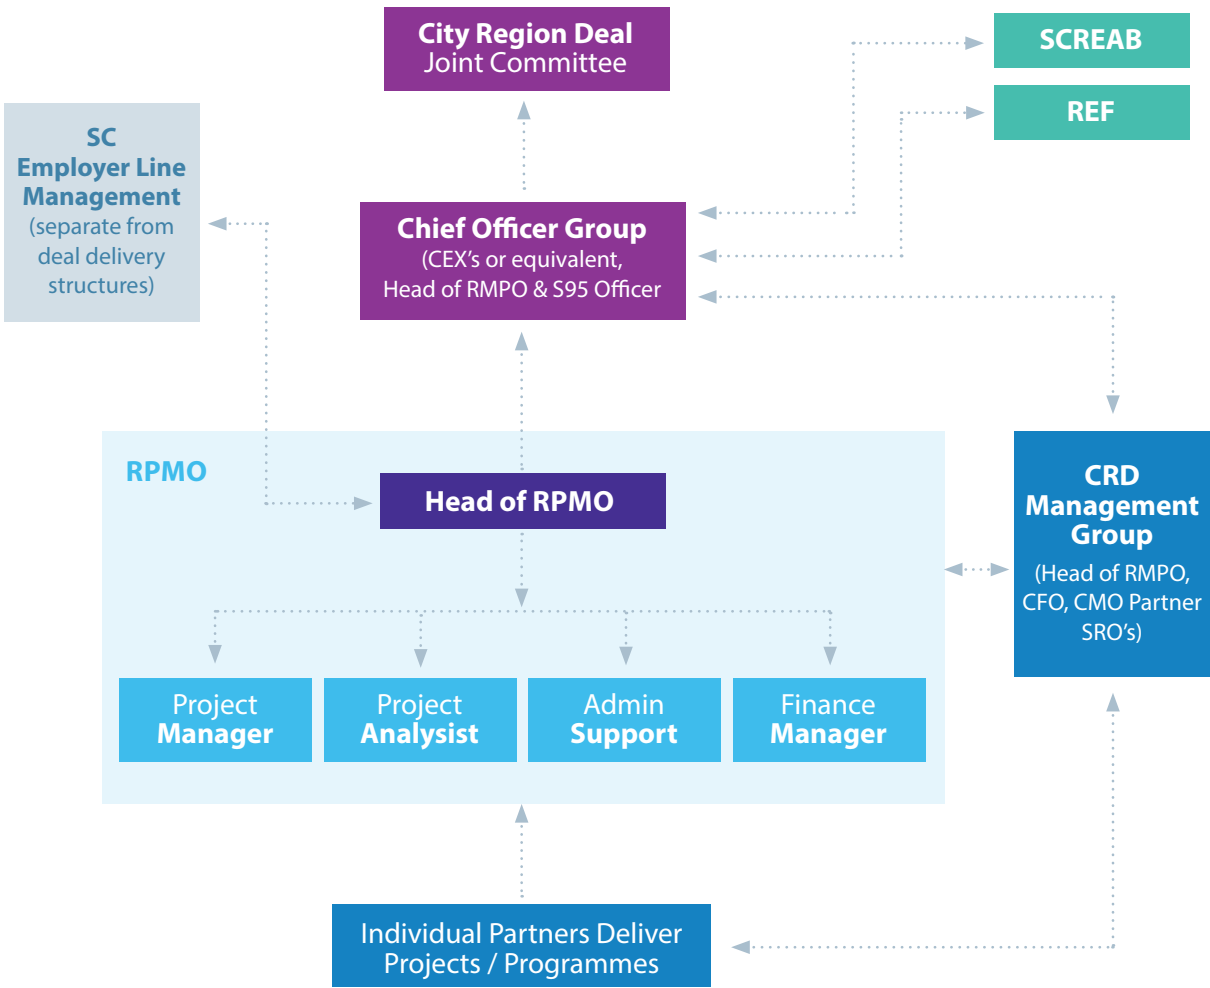 City Region Deal
Joint Committee
SCREAB
REF
SC
Employer Line
Management
(separate from
deal delivery
structures)
Chief Officer Group
(CEX's or equivalent,
Head of RMPO & S95 Officer
RPMO
Head of RPMO
CRD
Management
Group
(Head of RMPO,
CFO, CMO Partner
SRO's)
Project
Manager
Project
Analysist
Admin
Support
Finance
Manager
Individual Partners Deliver
Projects / Programmes